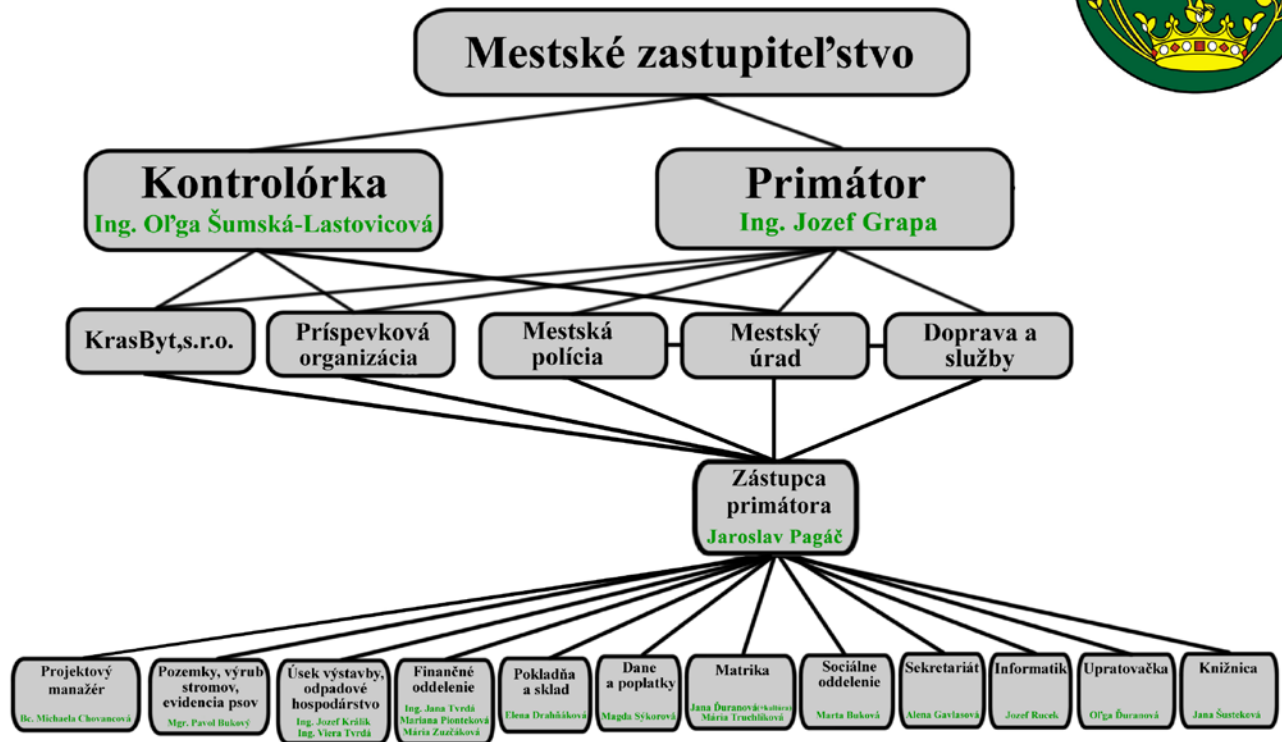 Mestské zastupiteľstvo
Kontrolórka
Ing. Oľga Šumská-Lastovicová
Primátor
Ing. Jozef Grapa
KrasByt,s.r.o.
Príspevková
organizácia
Mestská
polícia
Mestský
úrad
Doprava a
služby
Zástupca
primátora
Jaroslav Pagáč
Projektový
manažér
Bc. Michaela Chovancová
Pozemky, výrub
stromov,
evidencia psov
Mgr. Pavol Bukový
Úsek výstavby,
odpadové
hospodárstvo
Ing. Jozef Králik
Ing. Viera Tvrdá
Finančné
oddelenie
Ing. Jana Tvrdá
Mariana Pionteková
Mária Zuzčáková
Pokladňa
a sklad
Elena Drahňáková
Dane
a poplatky
Magda Sýkorová
Matrika
Jana Ďuranová(+kultúra)
Mária Truchlíková
Sociálne
oddelenie
Marta Buková
Sekretariát
Alena Gavlasová
Informatik
Jozef Rucek
Upratovačka
Oľga Ďuranová
Knižnica
Jana Šusteková